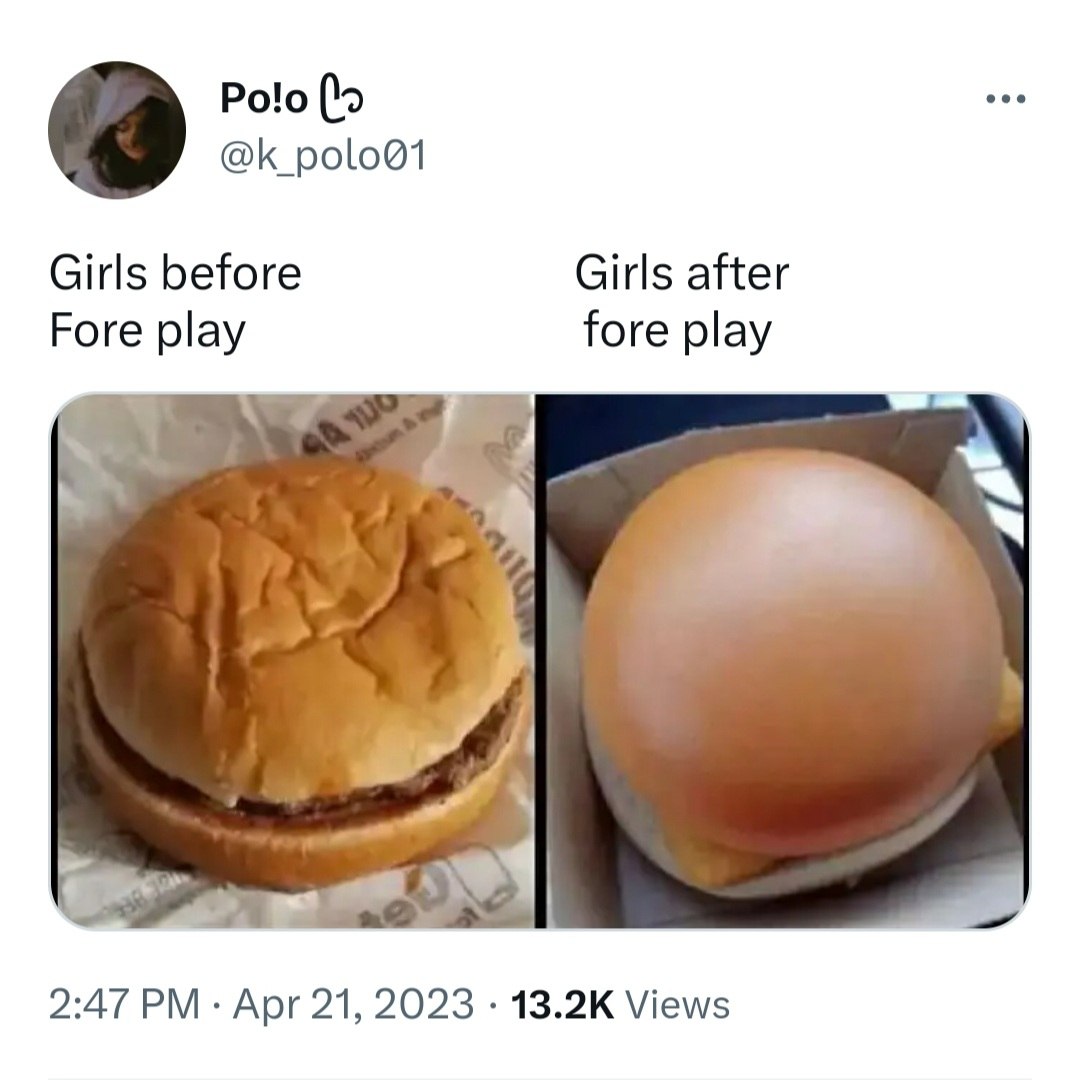 Po!o
@k_polo01
Girls before
Fore play
Girls after
fore play
2:47 PM · Apr 21, 2023 · 13.2K Views